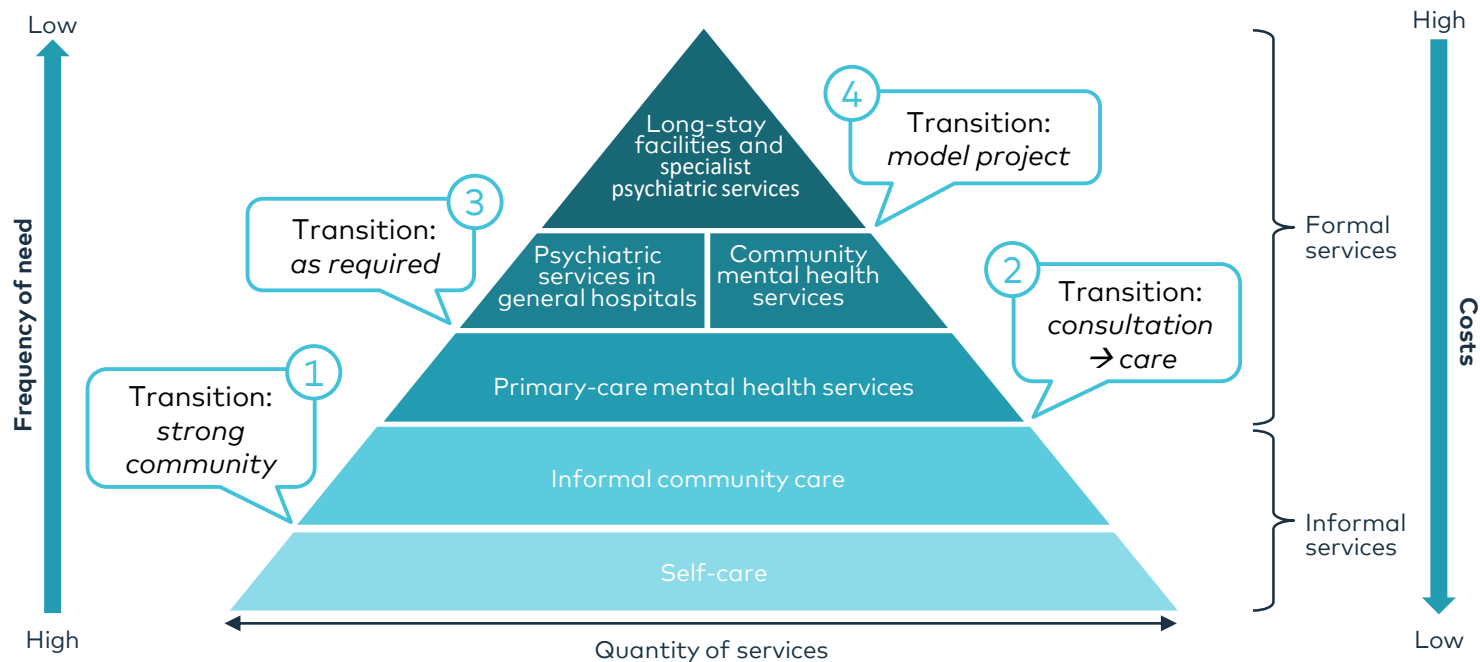 Low
High
Long-stay
facilities and
specialist
psychiatric services
4
Transition:
model project
3
Transition:
as required
Psychiatric
services in
general hospitals
Community
mental health
services
Formal
services
2
Transition:
consultation
→ care
Frequency of need
Costs
1
Transition:
strong
community
Primary-care mental health services
Informal community care
Informal
services
Self-care
High
Quantity of services
Low